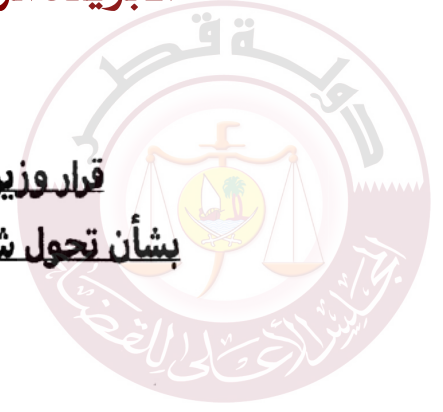 قرار وزير
بشأن تحول ش
دولة قطر
المجلس الأعلى للقضاء